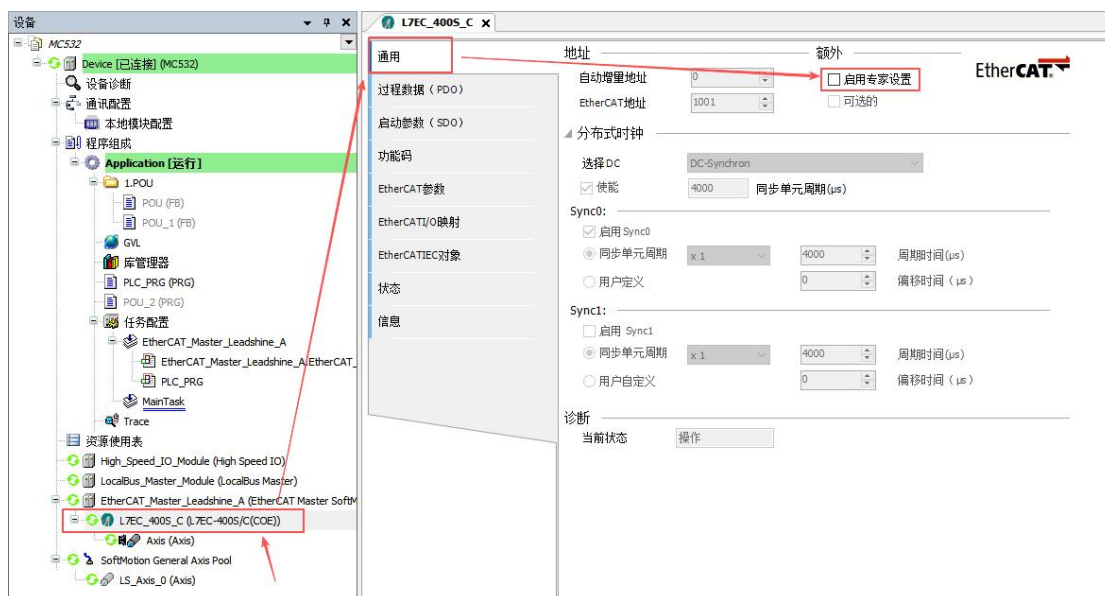 设备
MC532
Device [已连接] (MC532)
设备诊断
通讯配置
本地模块配置
程序组成
Application [运行]
1.POU
POU (FB)
POU_1 (FB)
GVL
库管理器
PLC_PRG (PRG)
POU_2 (PRG)
任务配置
EtherCAT_Master_Leadshine_A
EtherCAT_Master_Leadshine_A.EtherCAT_
PLC_PRG
MainTask
Trace
资源使用表
High_Speed_IO_Module (High Speed IO)
LocalBus_Master_Module (LocalBus Master)
EtherCAT_Master_Leadshine_A (EtherCAT Master SoftM
L7EC_400S_C (L7EC-400S/C(COE))
Axis (Axis)
SoftMotion General Axis Pool
LS_Axis_0 (Axis)
L7EC_400S_C
通用
过程数据（PDO）
启动参数（SDO）
功能码
EtherCAT参数
EtherCATI/O映射
EtherCATIEC对象
状态
信息
地址
额外
自动增量地址 0
启用专家设置
EtherCAT地址 1001
可选的
EtherCAT
分布式时钟
选择DC DC-Synchron
使能 4000 同步单元周期(μs)
Sync0:
启用 Sync0
同步单元周期 x 1 4000 周期时间(μs)
用户定义 0 偏移时间（μs）
Sync1:
启用 Sync1
同步单元周期 x 1 4000 周期时间(μs)
用户自定义 0 偏移时间（μs）
诊断
当前状态 操作